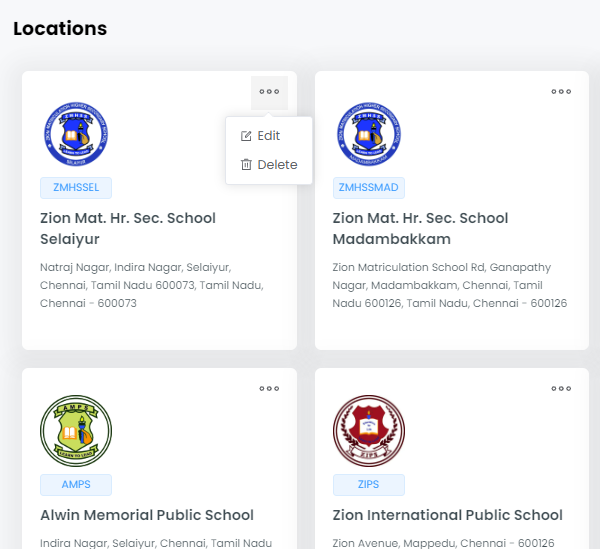 Locations
Edit
Delete
ZMHSSEL
Zion Mat. Hr. Sec. School
Selaiyur
Natraj Nagar, Indira Nagar, Selaiyur,
Chennai, Tamil Nadu 600073, Tamil Nadu,
Chennai - 600073
ZMHSSMAD
Zion Mat. Hr. Sec. School
Madambakkam
Zion Matriculation School Rd, Ganapathy
Nagar, Madambakkam, Chennai, Tamil
Nadu 600126, Tamil Nadu, Chennai - 600126
A M P S
LEARN TO LEAD
AMPS
Alwin Memorial Public School
Indira Nagar, Selaiyur, Chennai, Tamil Nadu
Z I P S
ZIPS
Zion International Public School
Zion Avenue, Mappedu, Chennai - 600126